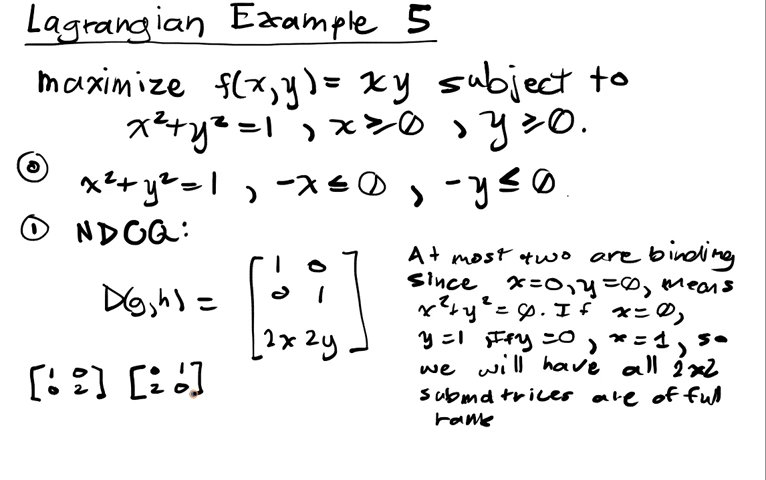 Lagrangian Example 5
maximize f(x,y) = xy subject to
x²+y² = 1 , x ≥ 0 , y ≥ 0.
⓪ x²+y² = 1 , -x ≤ 0 , -y ≤ 0
① NDCQ:
D(g,h) = [1 0
0 1
2x 2y]
At most two are binding
since x=0, y=0, means
x²+y² = 0. If x=0,
y=1, If y=0, x=1, so
we will have all 2x2
submatrices are of full
rank
[1 0
0 2] [0 1
2 0]